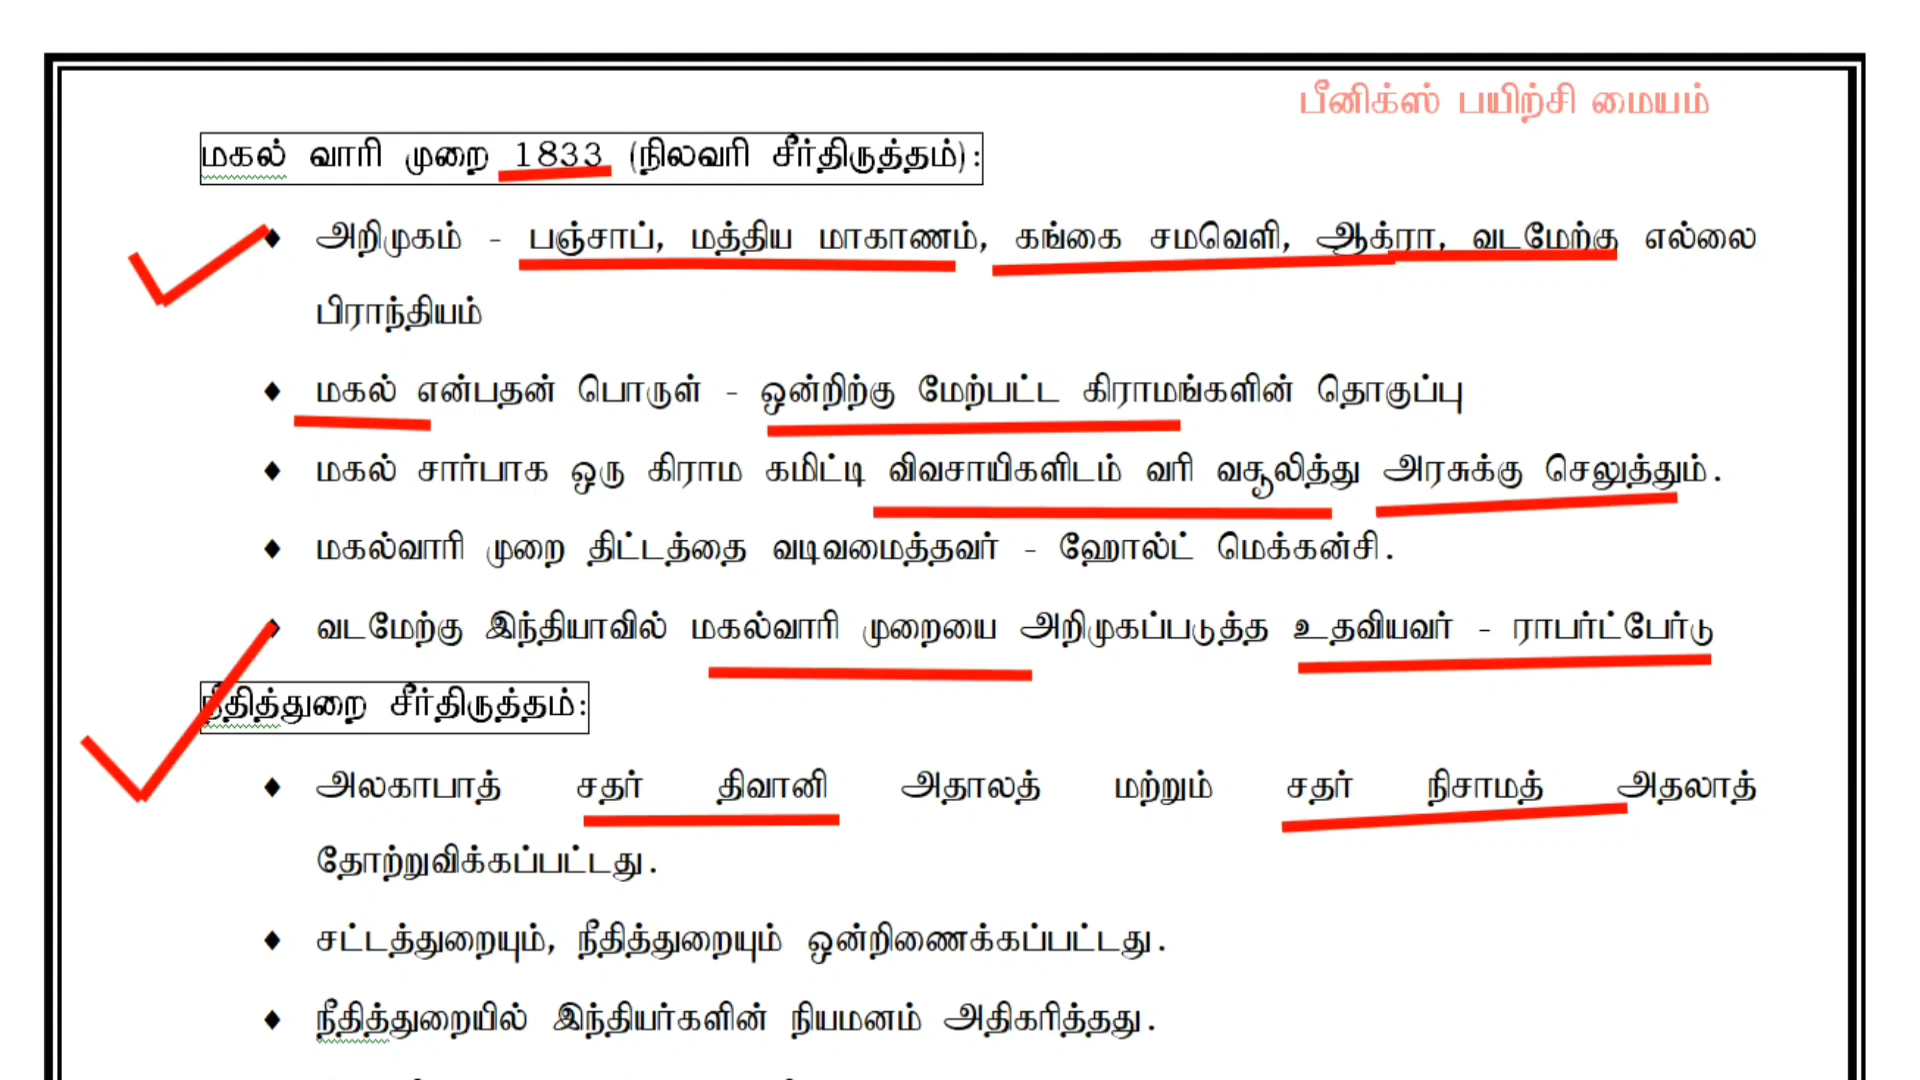 பீனிக்ஸ் பயிற்சி மையம்
மகல் வாரி முறை 1833 (நிலவரி சீர்திருத்தம்):
♦ அறிமுகம் - பஞ்சாப், மத்திய மாகாணம், கங்கை சமவெளி, ஆக்ரா, வடமேற்கு எல்லை
பிராந்தியம்
♦ மகல் என்பதன் பொருள் - ஒன்றிற்கு மேற்பட்ட கிராமங்களின் தொகுப்பு
♦ மகல் சார்பாக ஒரு கிராம கமிட்டி விவசாயிகளிடம் வரி வசூலித்து அரசுக்கு செலுத்தும்.
♦ மகல்வாரி முறை திட்டத்தை வடிவமைத்தவர் - ஹோல்ட் மெக்கன்சி.
♦ வடமேற்கு இந்தியாவில் மகல்வாரி முறையை அறிமுகப்படுத்த உதவியவர் - ராபர்ட்பேர்டு
நீதித்துறை சீர்திருத்தம்:
♦ அலகாபாத் சதர் திவானி அதாலத் மற்றும் சதர் நிசாமத் அதலாத்
தோற்றுவிக்கப்பட்டது.
♦ சட்டத்துறையும், நீதித்துறையும் ஒன்றிணைக்கப்பட்டது.
♦ நீதித்துறையில் இந்தியர்களின் நியமனம் அதிகரித்தது.